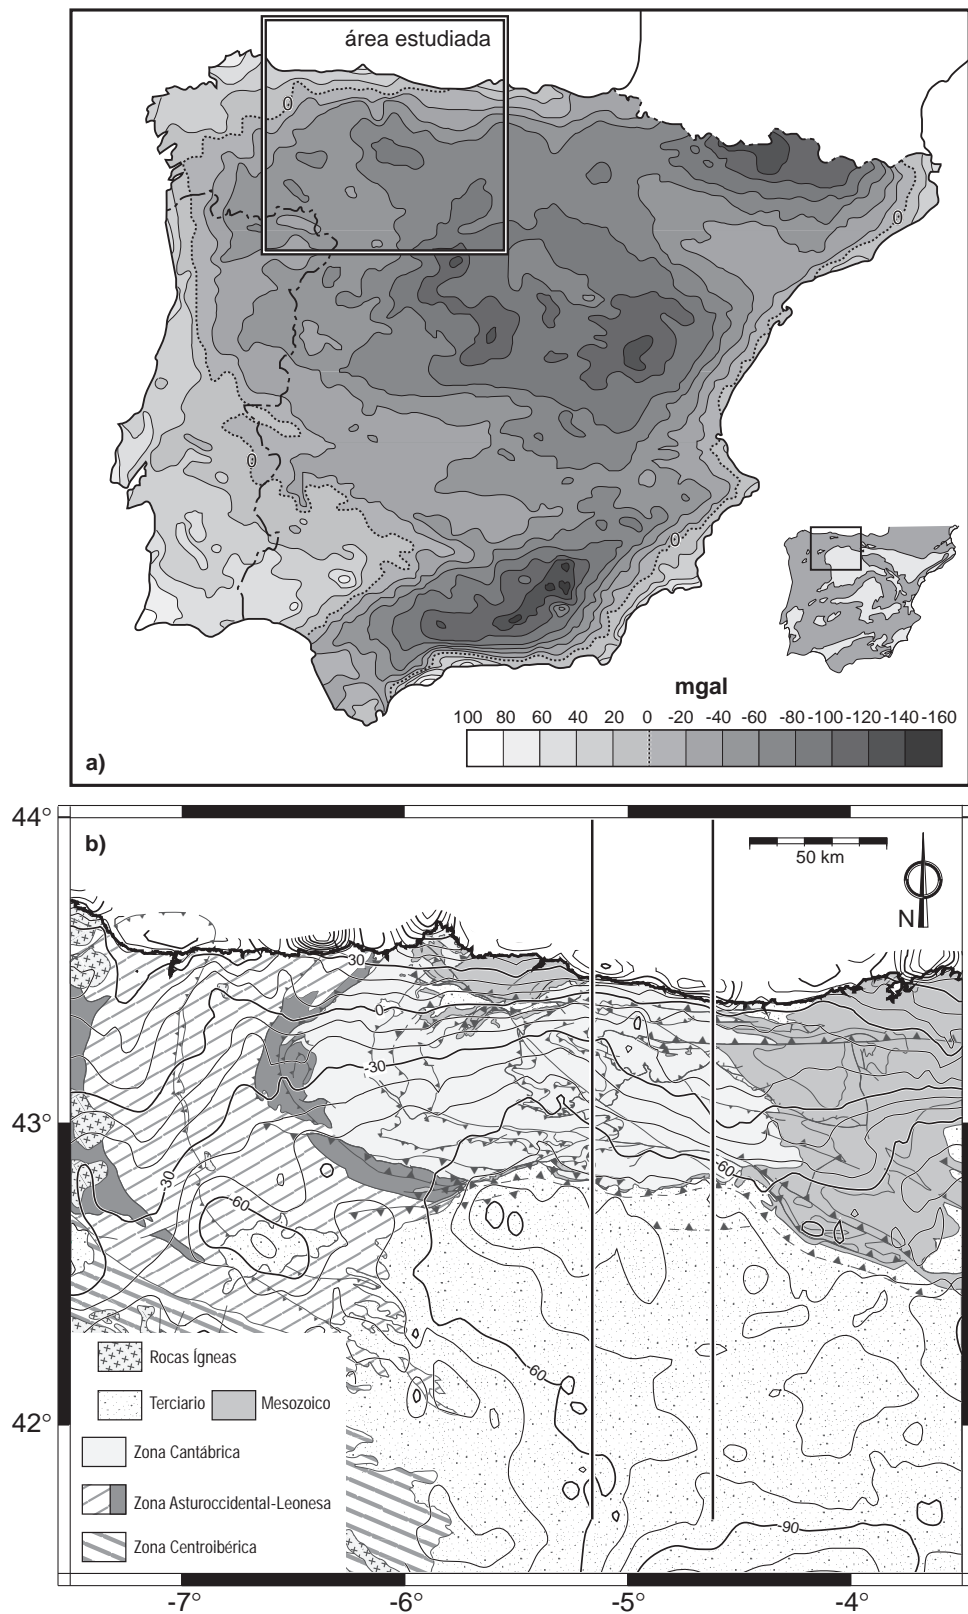 área estudiada
0
0
0
0
mgal
100 80 60 40 20 0 -20 -40 -60 -80 -100 -120 -140 -160
a)
44°
b)
50 km
N
30
0
-30
43°
-30
-60
-60
-60
Rocas Ígneas
Terciario
Mesozoico
42°
Zona Cantábrica
Zona Asturoccidental-Leonesa
-90
Zona Centroibérica
-7° -6° -5° -4°